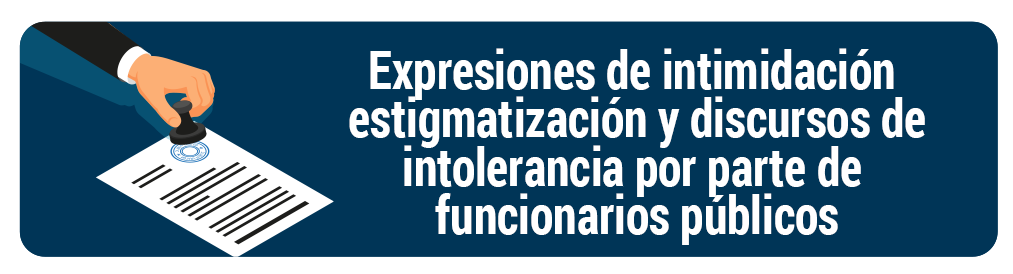 Expresiones de intimidación
estigmatización y discursos de
intolerancia por parte de
funcionarios públicos